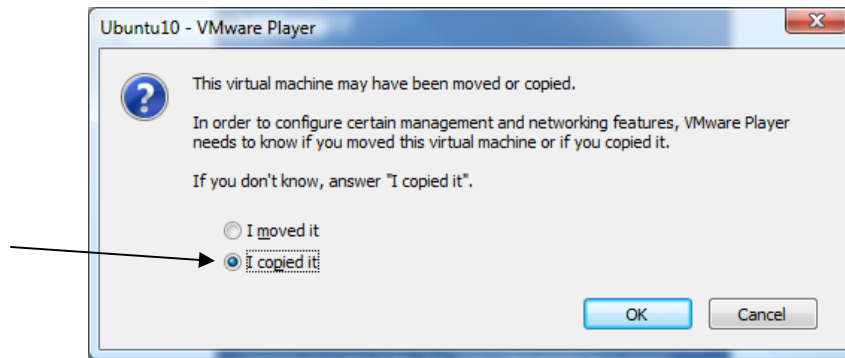 Ubuntu10 - VMware Player
This virtual machine may have been moved or copied.
In order to configure certain management and networking features, VMware Player
needs to know if you moved this virtual machine or if you copied it.
If you don't know, answer "I copied it".
I moved it
I copied it
OK Cancel